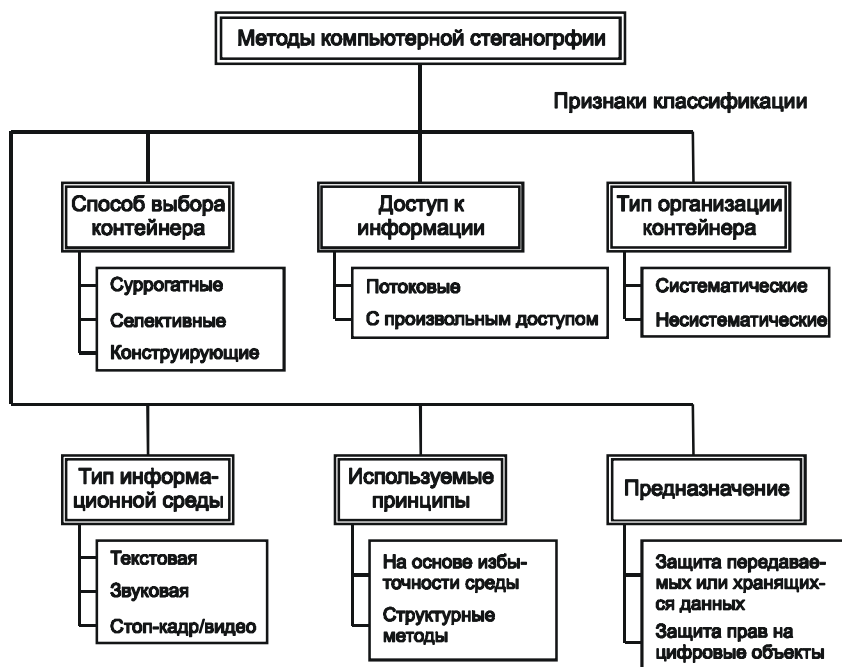 Методы компьютерной стеганогрфии
Признаки классификации
Способ выбора
контейнера
Суррогатные
Селективные
Конструирующие
Доступ к
информации
Потоковые
С произвольным доступом
Тип организации
контейнера
Систематические
Несистематические
Тип информа-
ционной среды
Текстовая
Звуковая
Стоп-кадр/видео
Используемые
принципы
На основе избы-
точности среды
Структурные
методы
Предназначение
Защита передавае-
мых или хранящих-
ся данных
Защита прав на
цифровые объекты